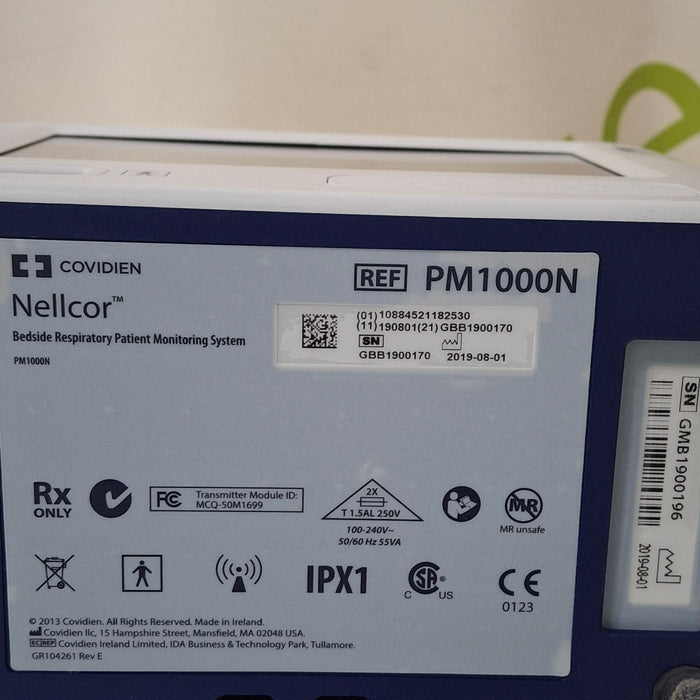 COVIDIEN
REF PM1000N
Nellcor™
Bedside Respiratory Patient Monitoring System
PM1000N
(01)10884521182530
(11)190801(21)GBB1900170
SN
GBB1900170 2019-08-01
Rx ONLY
FC Transmitter Module ID:
MCQ-50M1699
2X
T 1.5AL 250V
100-240V~
50/60 Hz 55VA
MR
MR unsafe
IPX1
C SA® US
CE
0123
© 2013 Covidien. All Rights Reserved. Made in Ireland.
Covidien llc, 15 Hampshire Street, Mansfield, MA 02048 USA.
EC REP Covidien Ireland Limited, IDA Business & Technology Park, Tullamore.
GR104261 Rev E
SN GMB1900196
2019-08-01
e